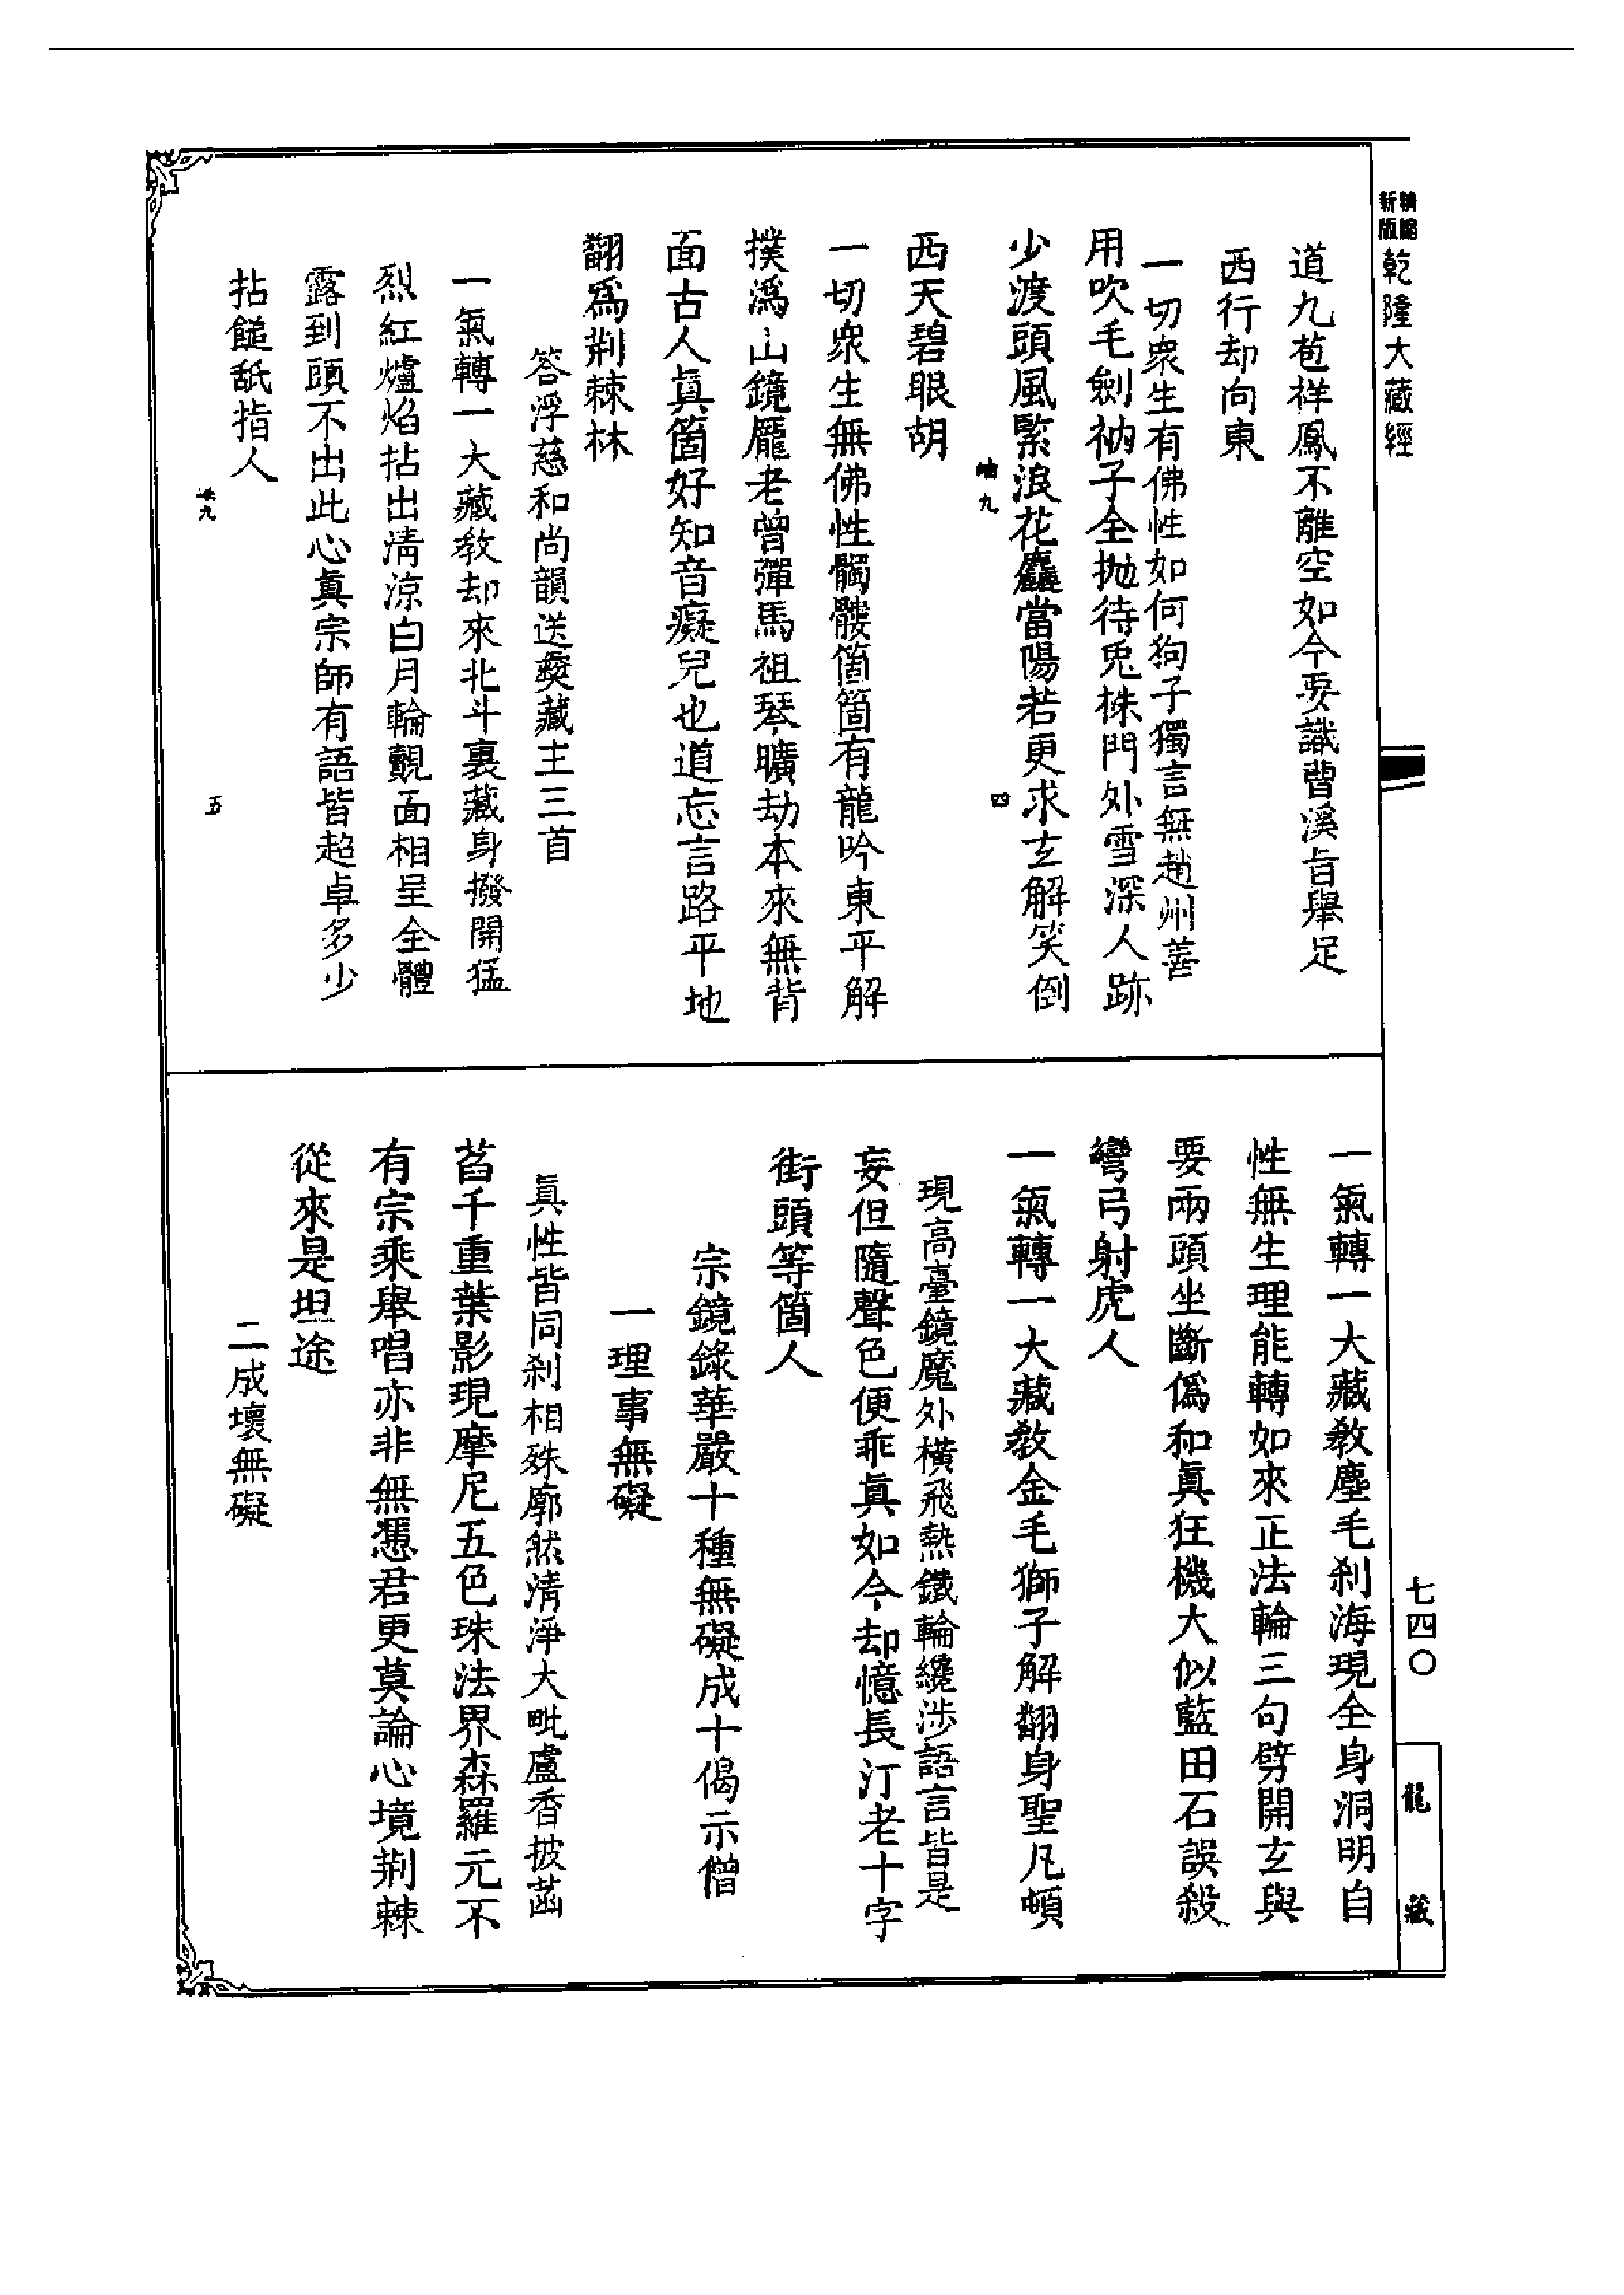 精縮新版乾隆大藏經
道九苞祥鳳不離空如今要識曹溪旨舉足
西行却向東
一切衆生有佛性如何狗子獨言無趙州善
用吹毛劍衲子全抛待兎株門外雪深人跡
少渡頭風緊浪花麤當陽若更求玄解笑倒
西天碧眼胡
一切衆生無佛性髑髏箇箇有龍吟東平解
撲潙山鏡龐老曾彈馬祖琴曠劫本來無背
面古人眞箇好知音癡兒也道忘言路平地
翻爲荆棘林
答浮慈和尚韻送㷡藏主三首
一氣轉一大藏教却來北斗裏藏身撥開猛
烈紅爐焰拈出清涼白月輪覿面相呈全體
露到頭不出此心眞宗師有語皆超卓多少
拈鎚舐指人
九
四
九
五
一氣轉一大藏教塵毛刹海現全身洞明自
性無生理能轉如來正法輪三句劈開玄與
要兩頭坐斷僞和眞狂機大似藍田石誤殺
彎弓射虎人
一氣轉一大藏教金毛獅子解翻身聖凡頓
現高臺鏡魔外橫飛熱鐵輪纔涉語言皆是
妄但隨聲色便乖眞如今却憶長汀老十字
街頭等箇人
宗鏡錄華嚴十種無礙成十偈示僧
一理事無礙
眞性皆同刹相殊廓然清淨大毗盧香披菡
萏千重葉影現摩尼五色珠法界森羅元不
有宗乘舉唱亦非無憑君更莫論心境荆棘
從來是坦途
二成壞無礙
七四〇
龍藏